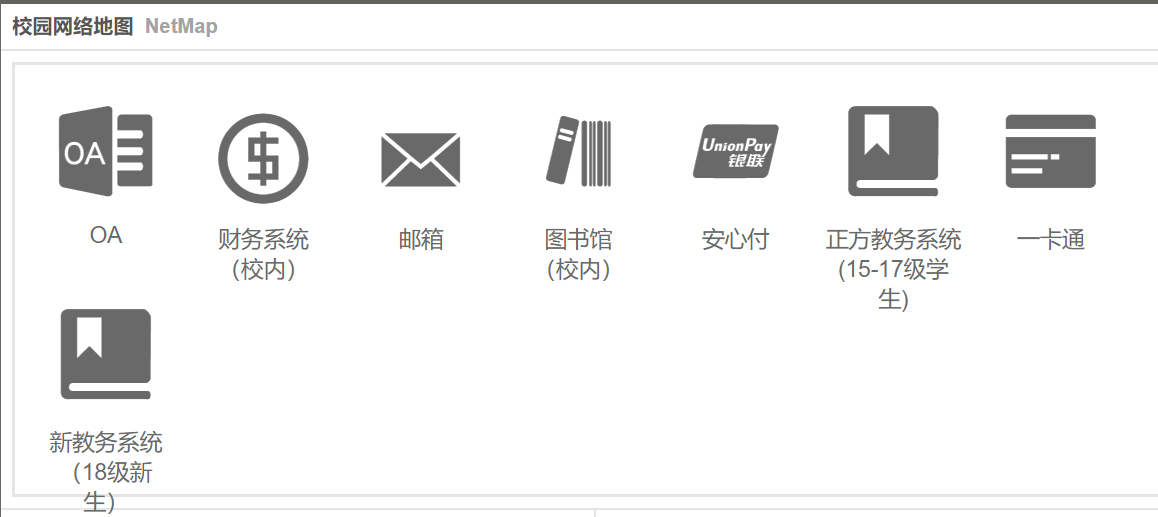 校园网络地图 NetMap
OA
UnionPay
银联
OA
财务系统
（校内）
邮箱
图书馆
（校内）
安心付
正方教务系统
(15-17级学
生)
一卡通
新教务系统
（18级新
生）